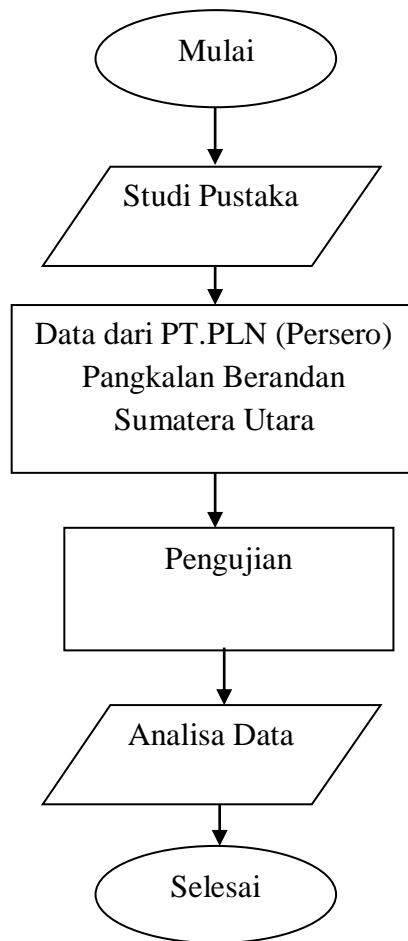 Mulai
Studi Pustaka
Data dari PT.PLN (Persero)
Pangkalan Berandan
Sumatera Utara
Pengujian
Analisa Data
Selesai